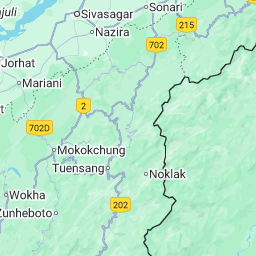 Sonari
Sivasagar
215
Nazira
702
Jorhat
Mariani
2
702D
Mokokchung
Tuensang
Noklak
Wokha
202
Zunheboto